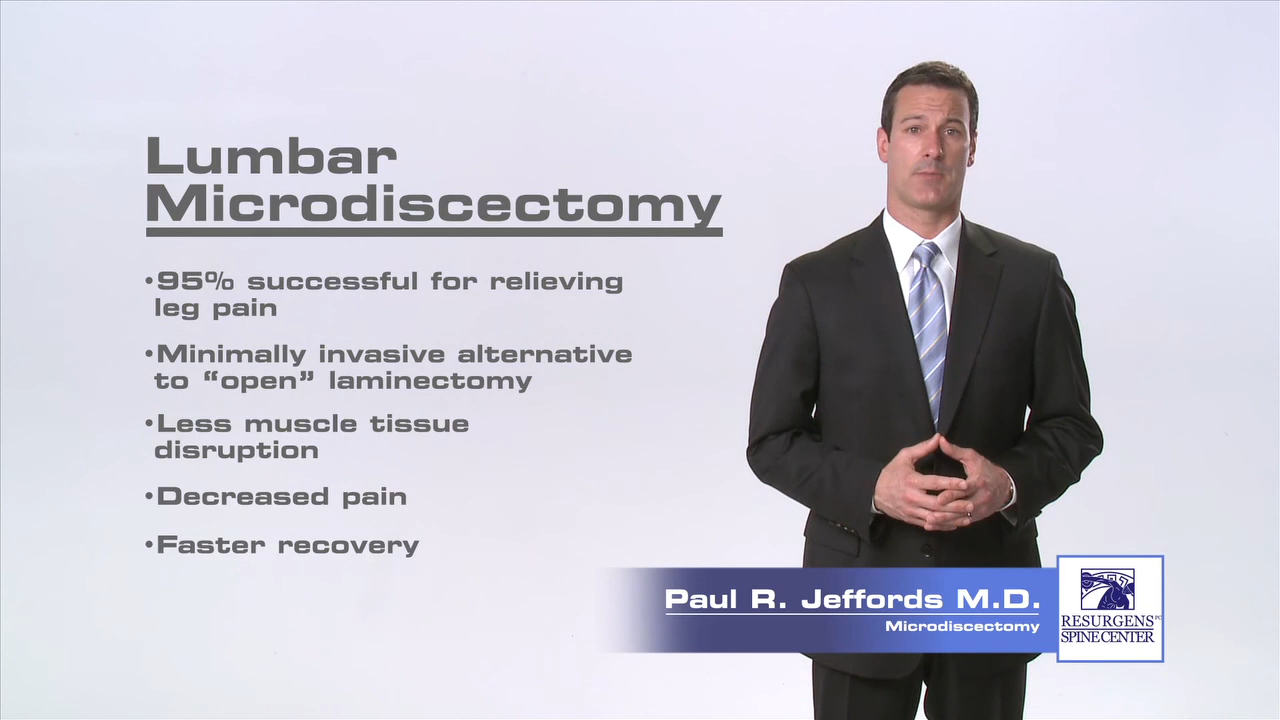 Lumbar
Microdiscectomy
•95% successful for relieving
leg pain
•Minimally invasive alternative
to “open” laminectomy
•Less muscle tissue
disruption
•Decreased pain
•Faster recovery
Paul R. Jeffords M.D.
Microdiscectomy
RESURGENS PC
SPINE CENTER